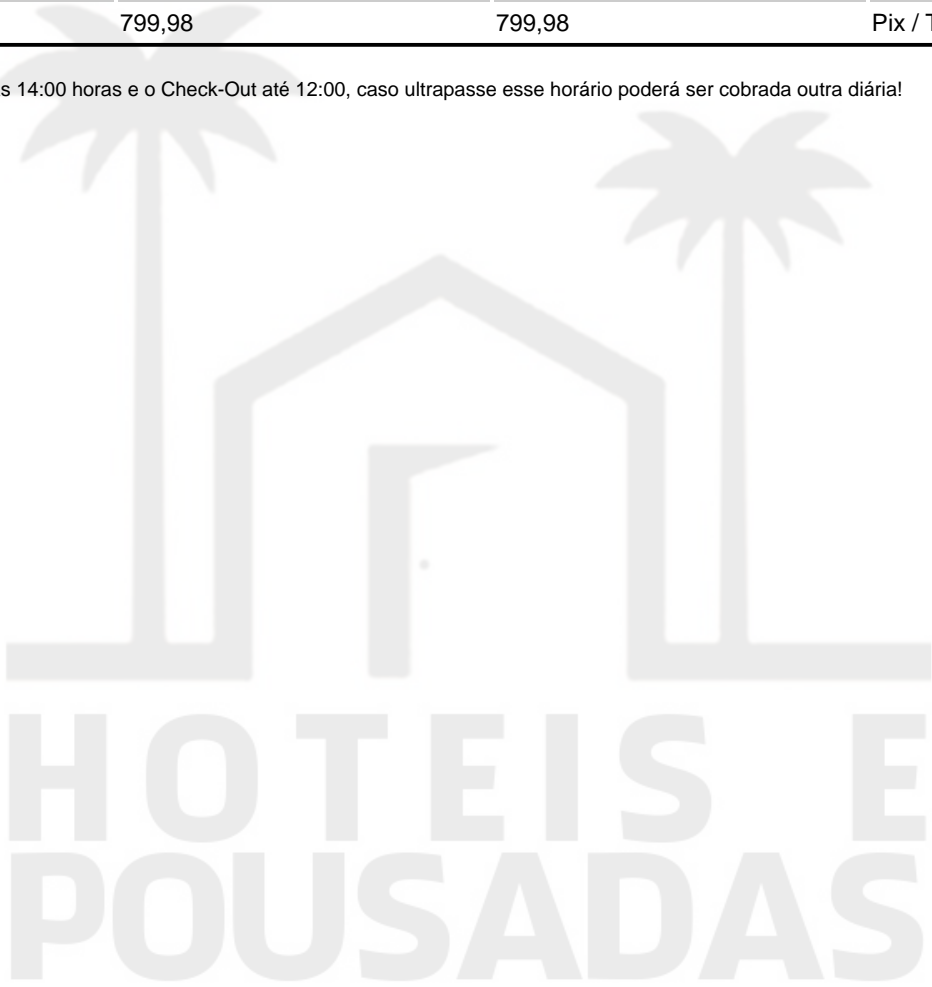 799,98 799,98 Pix / T
s 14:00 horas e o Check-Out até 12:00, caso ultrapasse esse horário poderá ser cobrada outra diária!
HOTEIS E
POUSADAS